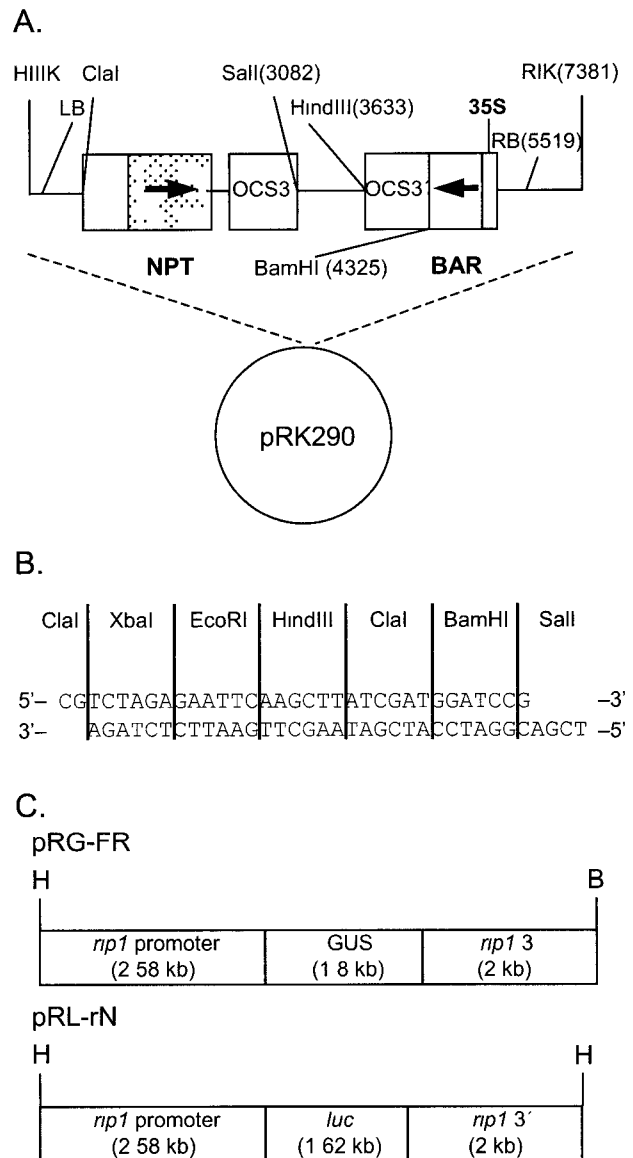 A.
HIIIK ClaI SalI(3082) RIK(7381)
LB HindIII(3633) 35S
RB(5519)
OCS3 OCS3'
NPT BamHI (4325) BAR
pRK290
B.
ClaI XbaI EcoRI HindIII ClaI BamHI SalI
5'– CGTCTAGAGAATTCAAGCTTATCGATGGATCCG –3'
3'– AGATCTCTTAAGTTCGAATAGCTACCTAGGCAGCT –5'
C.
pRG-FR
H B
rip1 promoter GUS rip1 3
(2 58 kb) (1 8 kb) (2 kb)
pRL-rN
H H
rip1 promoter luc rip1 3´
(2 58 kb) (1 62 kb) (2 kb)